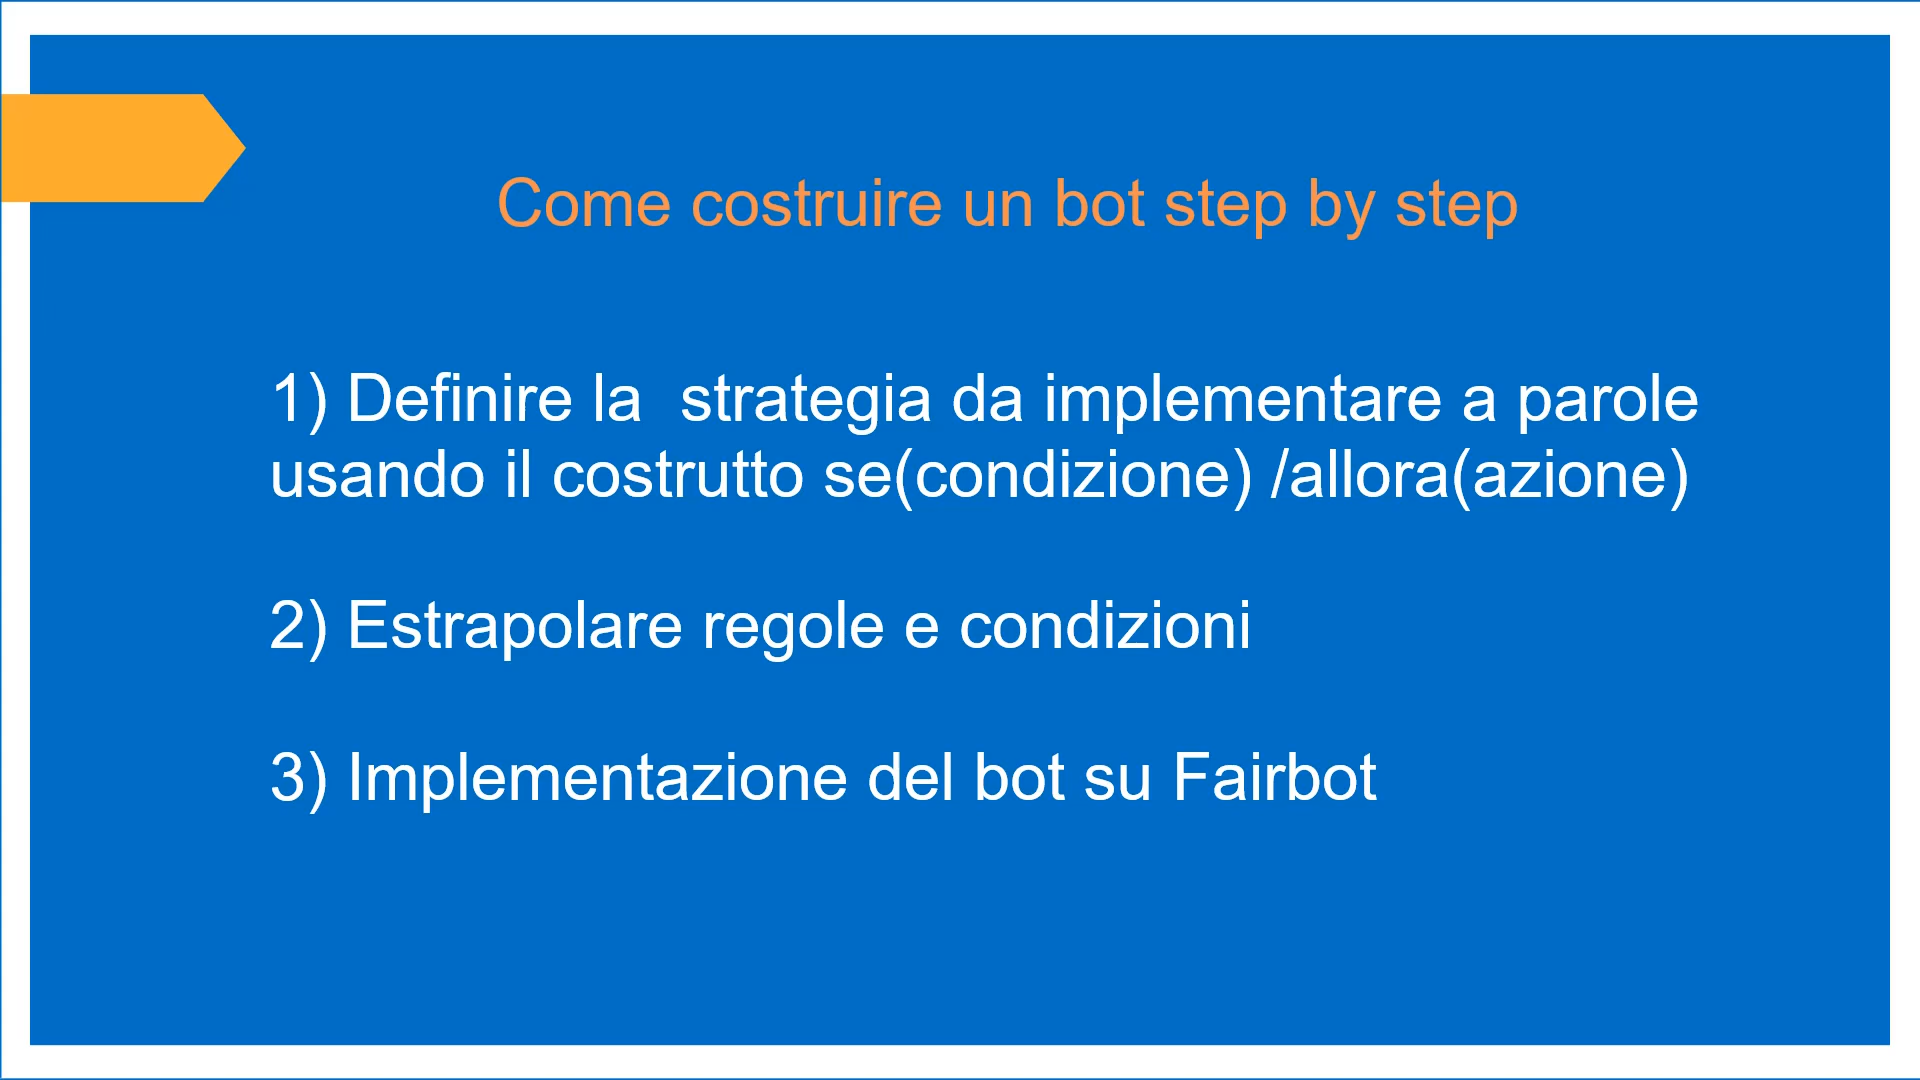 Come costruire un bot step by step
1) Definire la  strategia da implementare a parole
usando il costrutto se(condizione) /allora(azione)
2) Estrapolare regole e condizioni
3) Implementazione del bot su Fairbot